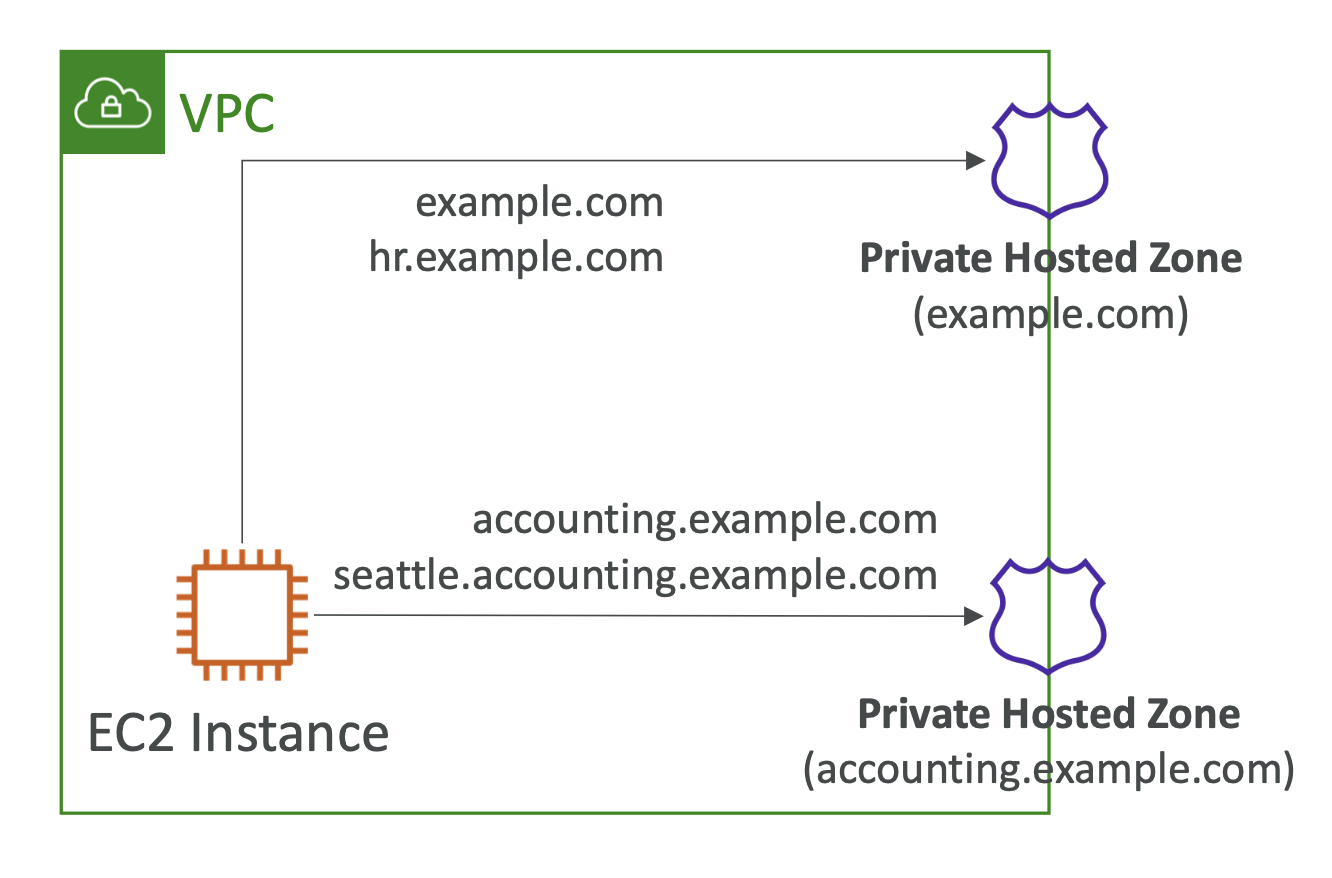 VPC
example.com
hr.example.com
Private Hosted Zone
(example.com)
accounting.example.com
seattle.accounting.example.com
EC2 Instance
Private Hosted Zone
(accounting.example.com)